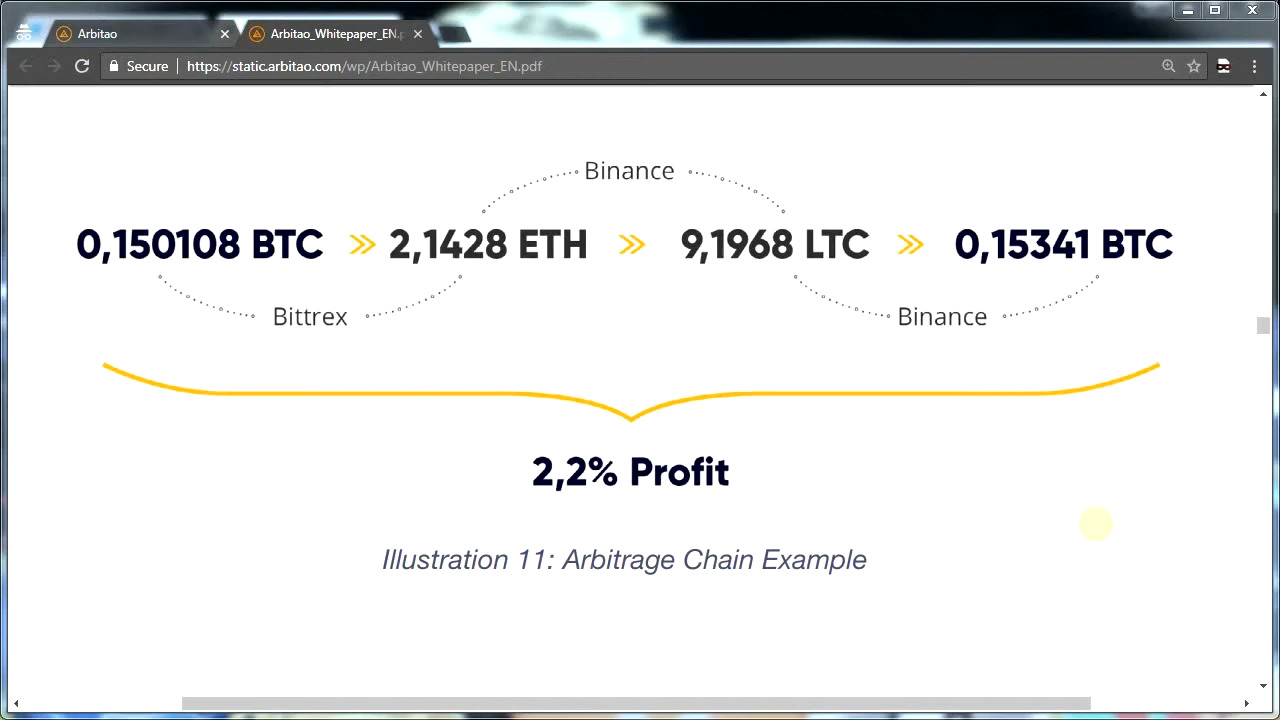 Arbitao
Arbitao_Whitepaper_EN.p
Secure
https://static.arbitao.com/wp/Arbitao_Whitepaper_EN.pdf
Binance
0,150108 BTC » 2,1428 ETH » 9,1968 LTC » 0,15341 BTC
Bittrex
Binance
2,2% Profit
Illustration 11: Arbitrage Chain Example